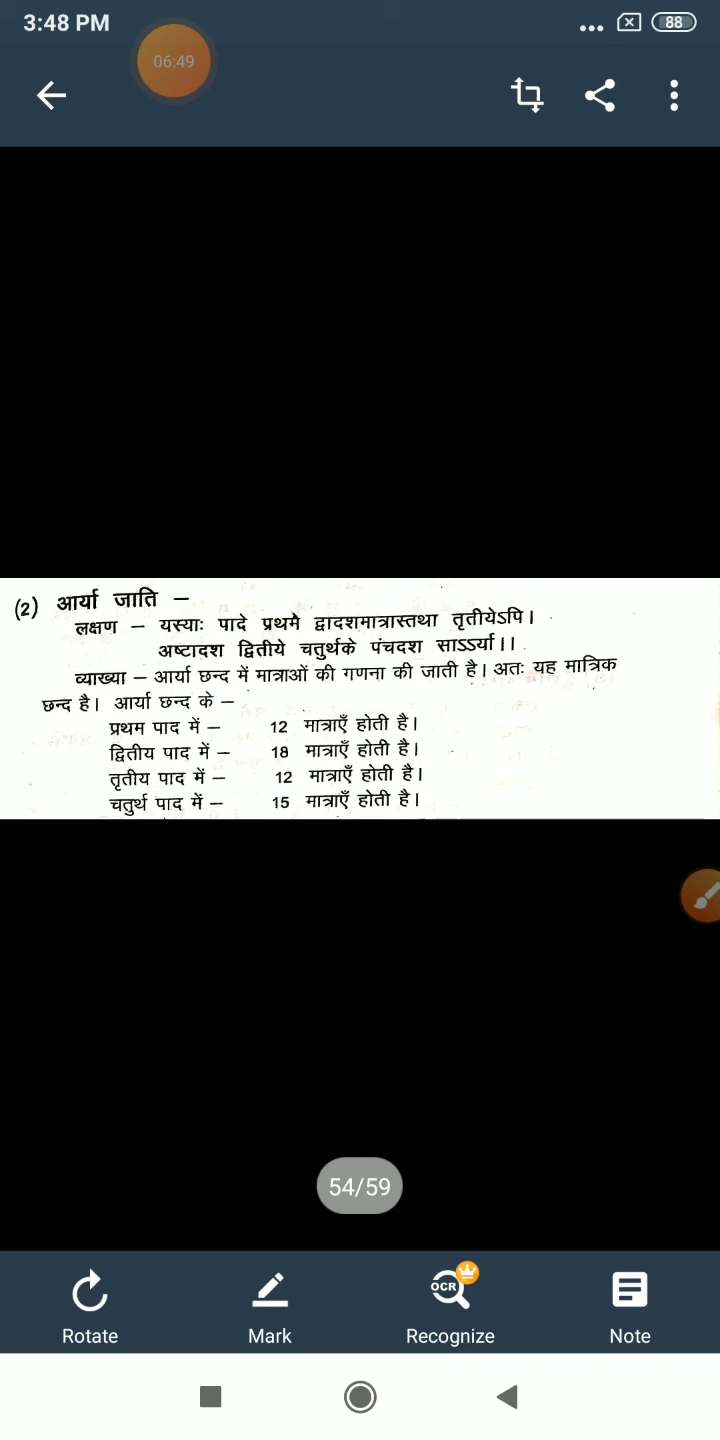 3:48 PM
88
06:49
(2) आर्या जाति –
लक्षण – यस्याः पादे प्रथमे द्वादशमात्रास्तथा तृतीयेऽपि।
अष्टादश द्वितीये चतुर्थके पंचदश साऽऽर्या।।
व्याख्या – आर्या छन्द में मात्राओं की गणना की जाती है। अतः यह मात्रिक
छन्द है। आर्या छन्द के –
प्रथम पाद में – 12 मात्राएँ होती है।
द्वितीय पाद में – 18 मात्राएँ होती है।
तृतीय पाद में – 12 मात्राएँ होती है।
चतुर्थ पाद में – 15 मात्राएँ होती है।
54/59
OCR
Rotate Mark Recognize Note